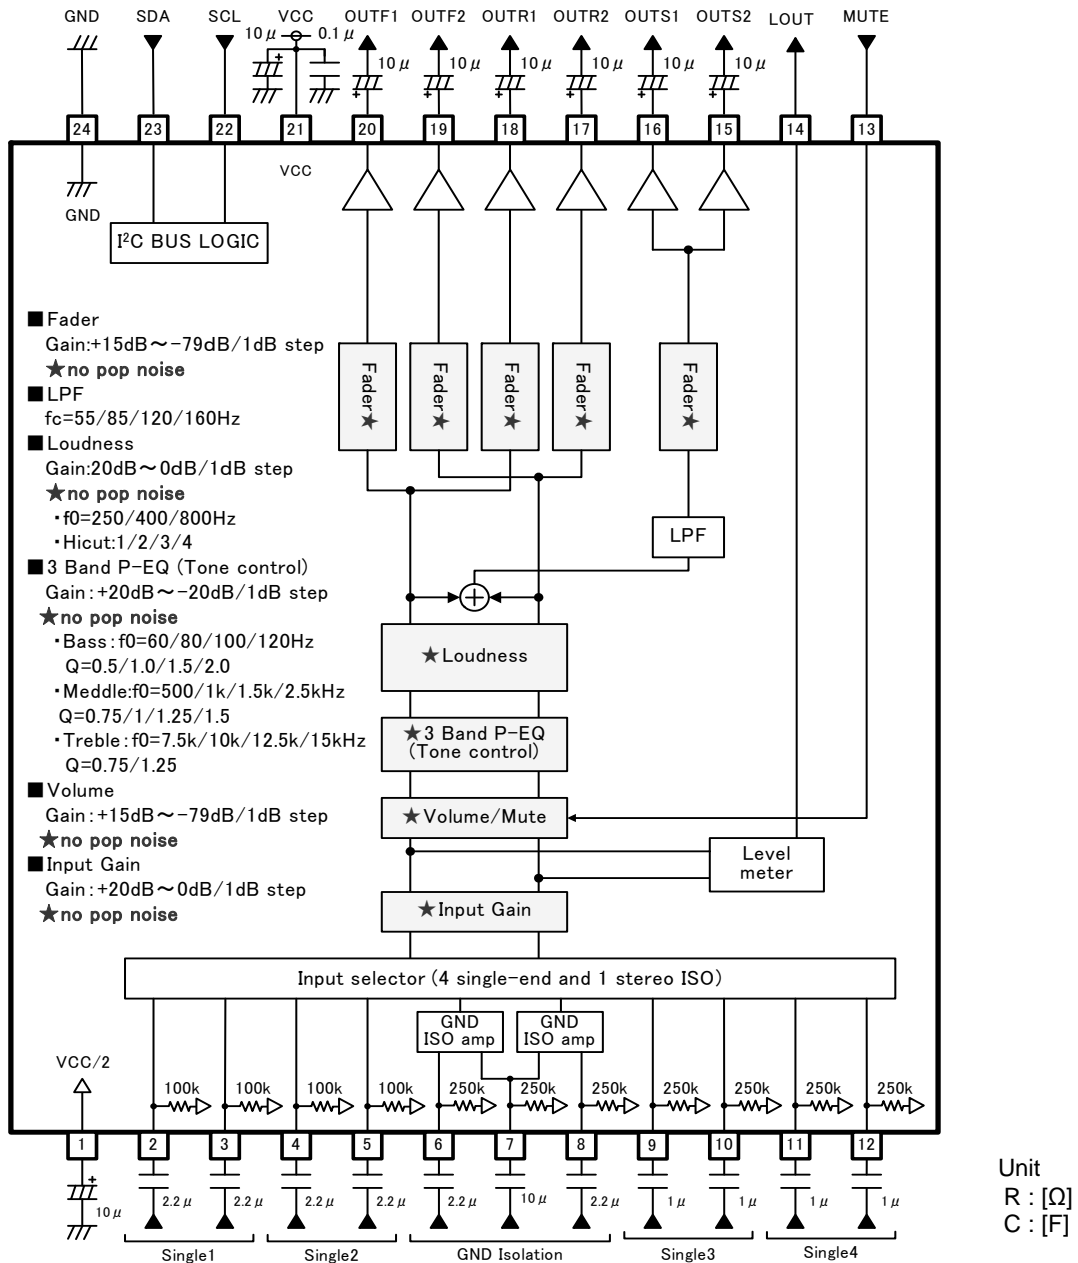 GND SDA SCL VCC OUTF1 OUTF2 OUTR1 OUTR2 OUTS1 OUTS2 LOUT MUTE
10μ 0.1μ
10μ 10μ 10μ 10μ 10μ 10μ
+ + + + + + +
24 23 22 21 20 19 18 17 16 15 14 13
VCC
GND
I²C BUS LOGIC
■Fader
Gain:+15dB～-79dB/1dB step
★no pop noise
■LPF
fc=55/85/120/160Hz
■Loudness
Gain:20dB～0dB/1dB step
★no pop noise
・f0=250/400/800Hz
・Hicut:1/2/3/4
■3 Band P-EQ (Tone control)
Gain:+20dB～-20dB/1dB step
★no pop noise
・Bass:f0=60/80/100/120Hz
Q=0.5/1.0/1.5/2.0
・Meddle:f0=500/1k/1.5k/2.5kHz
Q=0.75/1/1.25/1.5
・Treble:f0=7.5k/10k/12.5k/15kHz
Q=0.75/1.25
■Volume
Gain:+15dB～-79dB/1dB step
★no pop noise
■Input Gain
Gain:+20dB～0dB/1dB step
★no pop noise
Fader★ Fader★ Fader★ Fader★ Fader★
LPF
+
★Loudness
★3 Band P-EQ
(Tone control)
★Volume/Mute
Level
meter
★Input Gain
Input selector (4 single-end and 1 stereo ISO)
GND
ISO amp
GND
ISO amp
VCC/2
100k 100k 100k 100k 250k 250k 250k 250k 250k 250k 250k
1 2 3 4 5 6 7 8 9 10 11 12
+
10μ 2.2μ 2.2μ 2.2μ 2.2μ 2.2μ 10μ 2.2μ 1μ 1μ 1μ 1μ
Single1 Single2 GND Isolation Single3 Single4
Unit
R : [Ω]
C : [F]